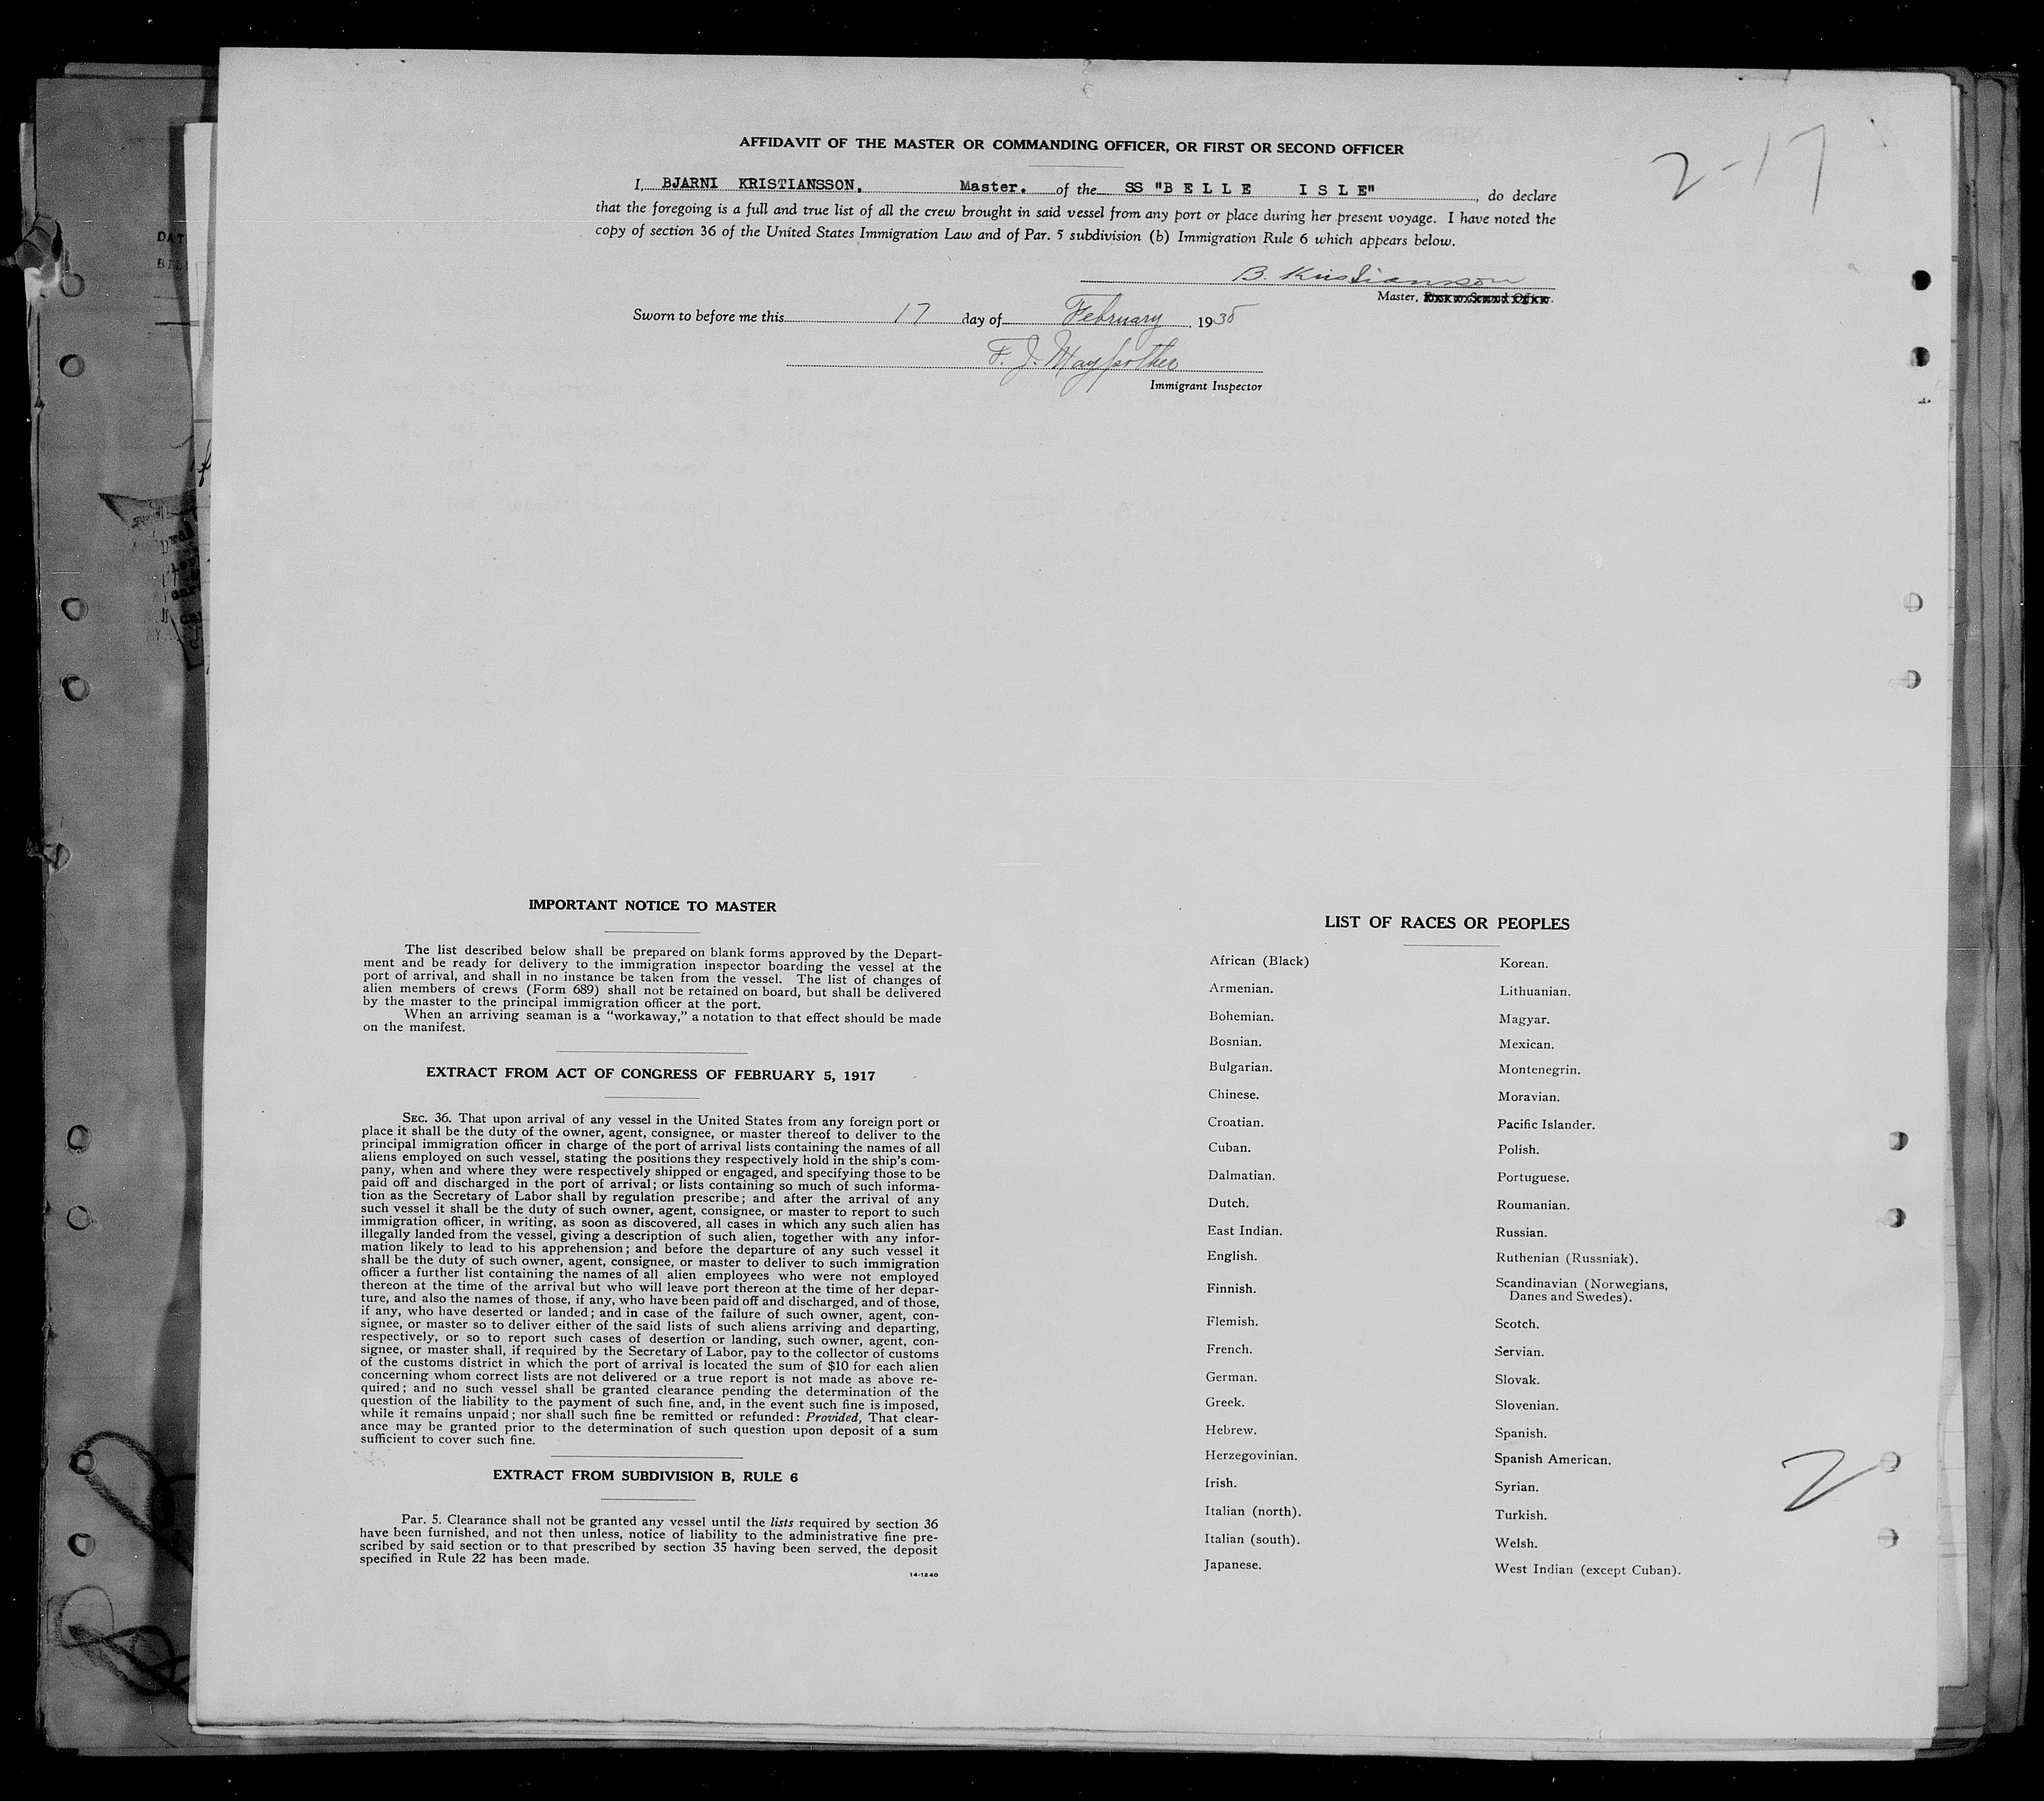 AFFIDAVIT OF THE MASTER OR COMMANDING OFFICER, OR FIRST OR SECOND OFFICER
2-17
I, BJARNI KRISTIANSSON. Master. of the SS "B E L L E I S L E", do declare
that the foregoing is a full and true list of all the crew brought in said vessel from any port or place during her present voyage. I have noted the
copy of section 36 of the United States Immigration Law and of Par. 5 subdivision (b) Immigration Rule 6 which appears below.
B. Kristiansson
Master, First or Second Officer.
Sworn to before me this 17 day of February, 193
F. J.
Immigrant Inspector
IMPORTANT NOTICE TO MASTER
The list described below shall be prepared on blank forms approved by the Depart-
ment and be ready for delivery to the immigration inspector boarding the vessel at the
port of arrival, and shall in no instance be taken from the vessel. The list of changes of
alien members of crews (Form 689) shall not be retained on board, but shall be delivered
by the master to the principal immigration officer at the port.
When an arriving seaman is a "workaway," a notation to that effect should be made
on the manifest.
EXTRACT FROM ACT OF CONGRESS OF FEBRUARY 5, 1917
SEC. 36. That upon arrival of any vessel in the United States from any foreign port or
place it shall be the duty of the owner, agent, consignee, or master thereof to deliver to the
principal immigration officer in charge of the port of arrival lists containing the names of all
aliens employed on such vessel, stating the positions they respectively hold in the ship's com-
pany, when and where they were respectively shipped or engaged, and specifying those to be
paid off and discharged in the port of arrival; or lists containing so much of such informa-
tion as the Secretary of Labor shall by regulation prescribe; and after the arrival of any
such vessel it shall be the duty of such owner, agent, consignee, or master to report to such
immigration officer, in writing, as soon as discovered, all cases in which any such alien has
illegally landed from the vessel, giving a description of such alien, together with any infor-
mation likely to lead to his apprehension; and before the departure of any such vessel it
shall be the duty of such owner, agent, consignee, or master to deliver to such immigration
officer a further list containing the names of all alien employees who were not employed
thereon at the time of the arrival but who will leave port thereon at the time of her depar-
ture, and also the names of those, if any, who have been paid off and discharged, and of those,
if any, who have deserted or landed; and in case of the failure of such owner, agent, con-
signee, or master so to deliver either of the said lists of such aliens arriving and departing,
respectively, or so to report such cases of desertion or landing, such owner, agent, con-
signee, or master shall, if required by the Secretary of Labor, pay to the collector of customs
of the customs district in which the port of arrival is located the sum of $10 for each alien
concerning whom correct lists are not delivered or a true report is not made as above re-
quired; and no such vessel shall be granted clearance pending the determination of the
question of the liability to the payment of such fine, and, in the event such fine is imposed,
while it remains unpaid; nor shall such fine be remitted or refunded: Provided, That clear-
ance may be granted prior to the determination of such question upon deposit of a sum
sufficient to cover such fine.
EXTRACT FROM SUBDIVISION B, RULE 6
Par. 5. Clearance shall not be granted any vessel until the lists required by section 36
have been furnished, and not then unless, notice of liability to the administrative fine pre-
scribed by said section or to that prescribed by section 35 having been served, the deposit
specified in Rule 22 has been made.
14-1240
LIST OF RACES OR PEOPLES
African (Black)
Armenian.
Bohemian.
Bosnian.
Bulgarian.
Chinese.
Croatian.
Cuban.
Dalmatian.
Dutch.
East Indian.
English.
Finnish.
Flemish.
French.
German.
Greek.
Hebrew.
Herzegovinian.
Irish.
Italian (north).
Italian (south).
Japanese.
Korean.
Lithuanian.
Magyar.
Mexican.
Montenegrin.
Moravian.
Pacific Islander.
Polish.
Portuguese.
Roumanian.
Russian.
Ruthenian (Russniak).
Scandinavian (Norwegians,
Danes and Swedes).
Scotch.
Servian.
Slovak.
Slovenian.
Spanish.
Spanish American.
Syrian.
Turkish.
Welsh.
West Indian (except Cuban).
2